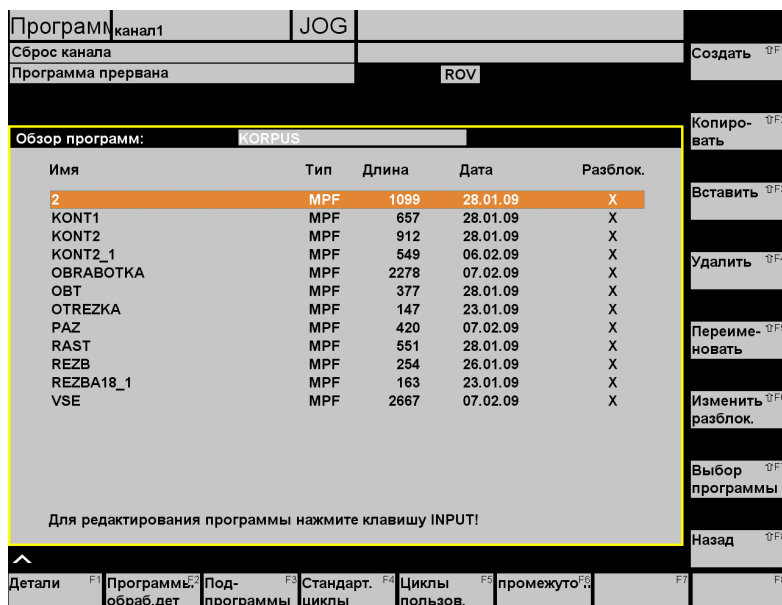 Программ канал1 JOG
Сброс канала
Программа прервана ROV
Обзор программ: KORPUS
Имя Тип Длина Дата Разблок.
2 MPF 1099 28.01.09 X
KONT1 MPF 657 28.01.09 X
KONT2 MPF 912 28.01.09 X
KONT2_1 MPF 549 06.02.09 X
OBRABOTKA MPF 2278 07.02.09 X
OBT MPF 377 28.01.09 X
OTREZKA MPF 147 23.01.09 X
PAZ MPF 420 07.02.09 X
RAST MPF 551 28.01.09 X
REZB MPF 254 26.01.09 X
REZBA18_1 MPF 163 23.01.09 X
VSE MPF 2667 07.02.09 X
Для редактирования программы нажмите клавишу INPUT!
Создать
Копиро-
вать
Вставить
Удалить
Переиме-
новать
Изменить
разблок.
Выбор
программы
Назад
Детали F1
Программы F2
обраб.дет
Под- F3
программы
Стандарт. F4
циклы
Циклы F5
пользов.
промежуто.. F6
F7